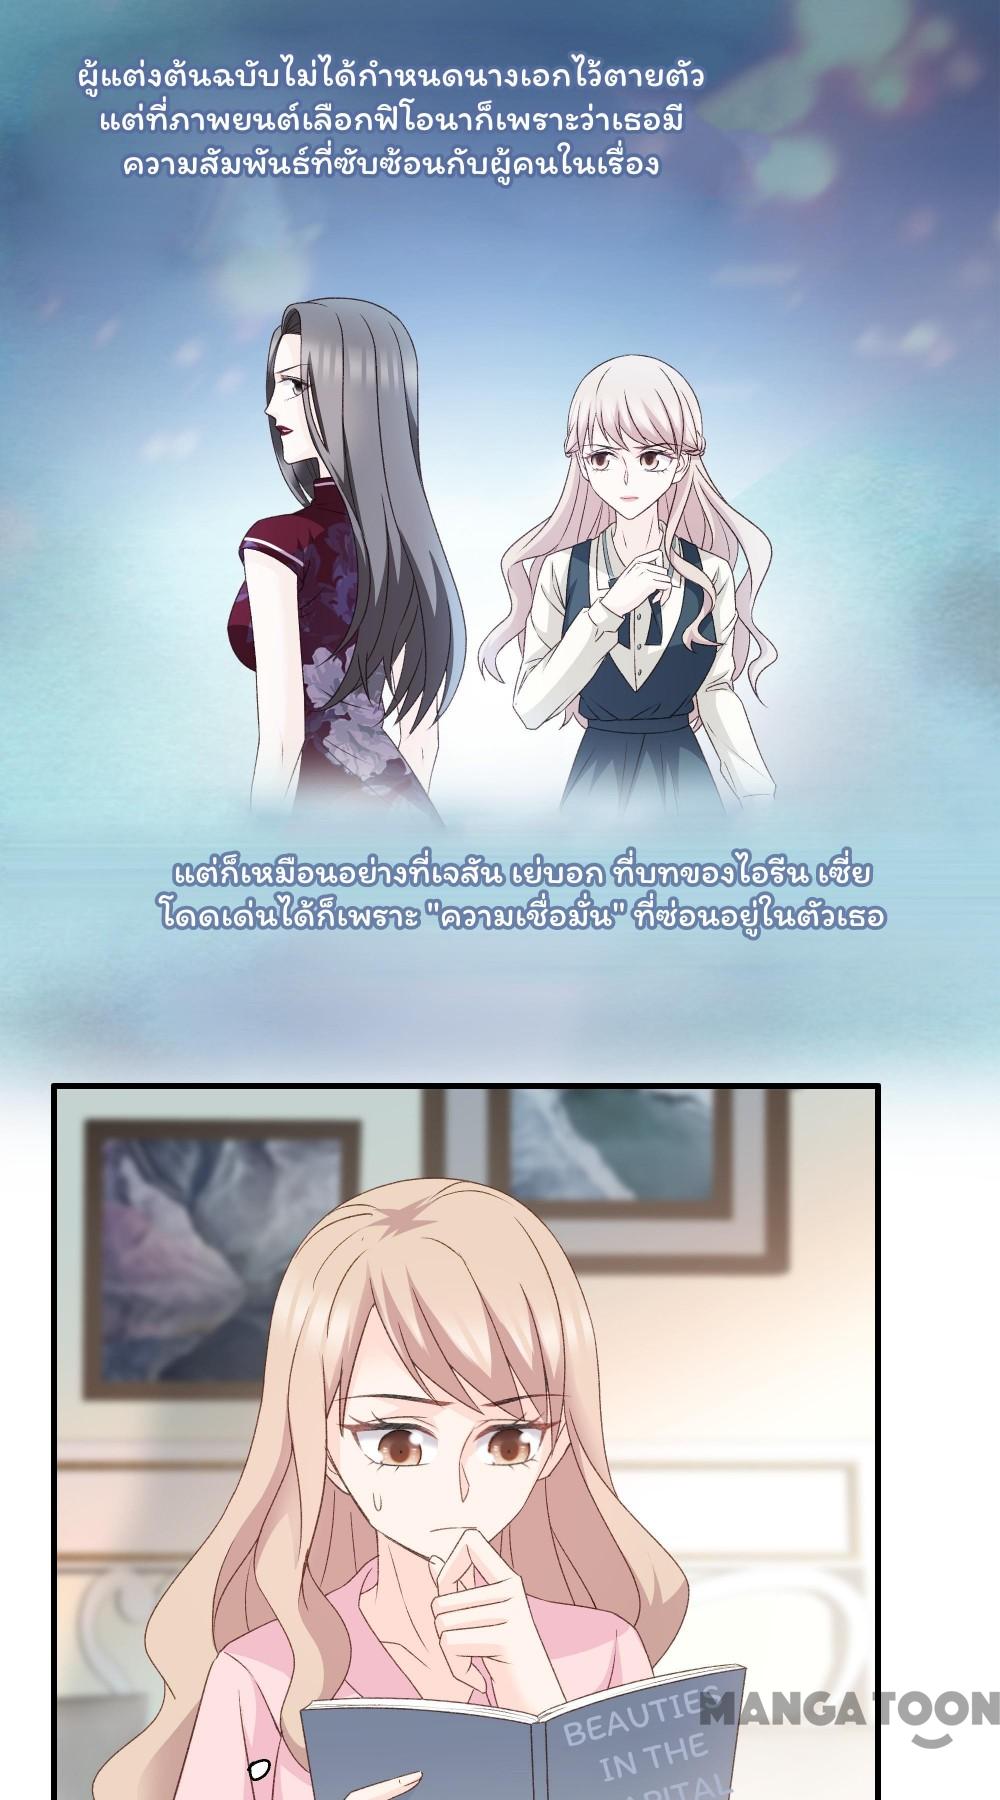 ผู้แต่งต้นฉบับไม่ได้กำหนดนางเอกไว้ตายตัว
แต่ที่ภาพยนต์เลือกฟิโอนาก็เพราะว่าเธอมี
ความสัมพันธ์ที่ซับซ้อนกับผู้คนในเรื่อง
แต่ก็เหมือนอย่างที่เจสัน เย่บอก ที่บทของไอรีน เซี่ย
โดดเด่นได้ก็เพราะ "ความเชื่อมั่น" ที่ซ่อนอยู่ในตัวเธอ
BEAUTIES
IN THE
CAPITAL
MANGATOON